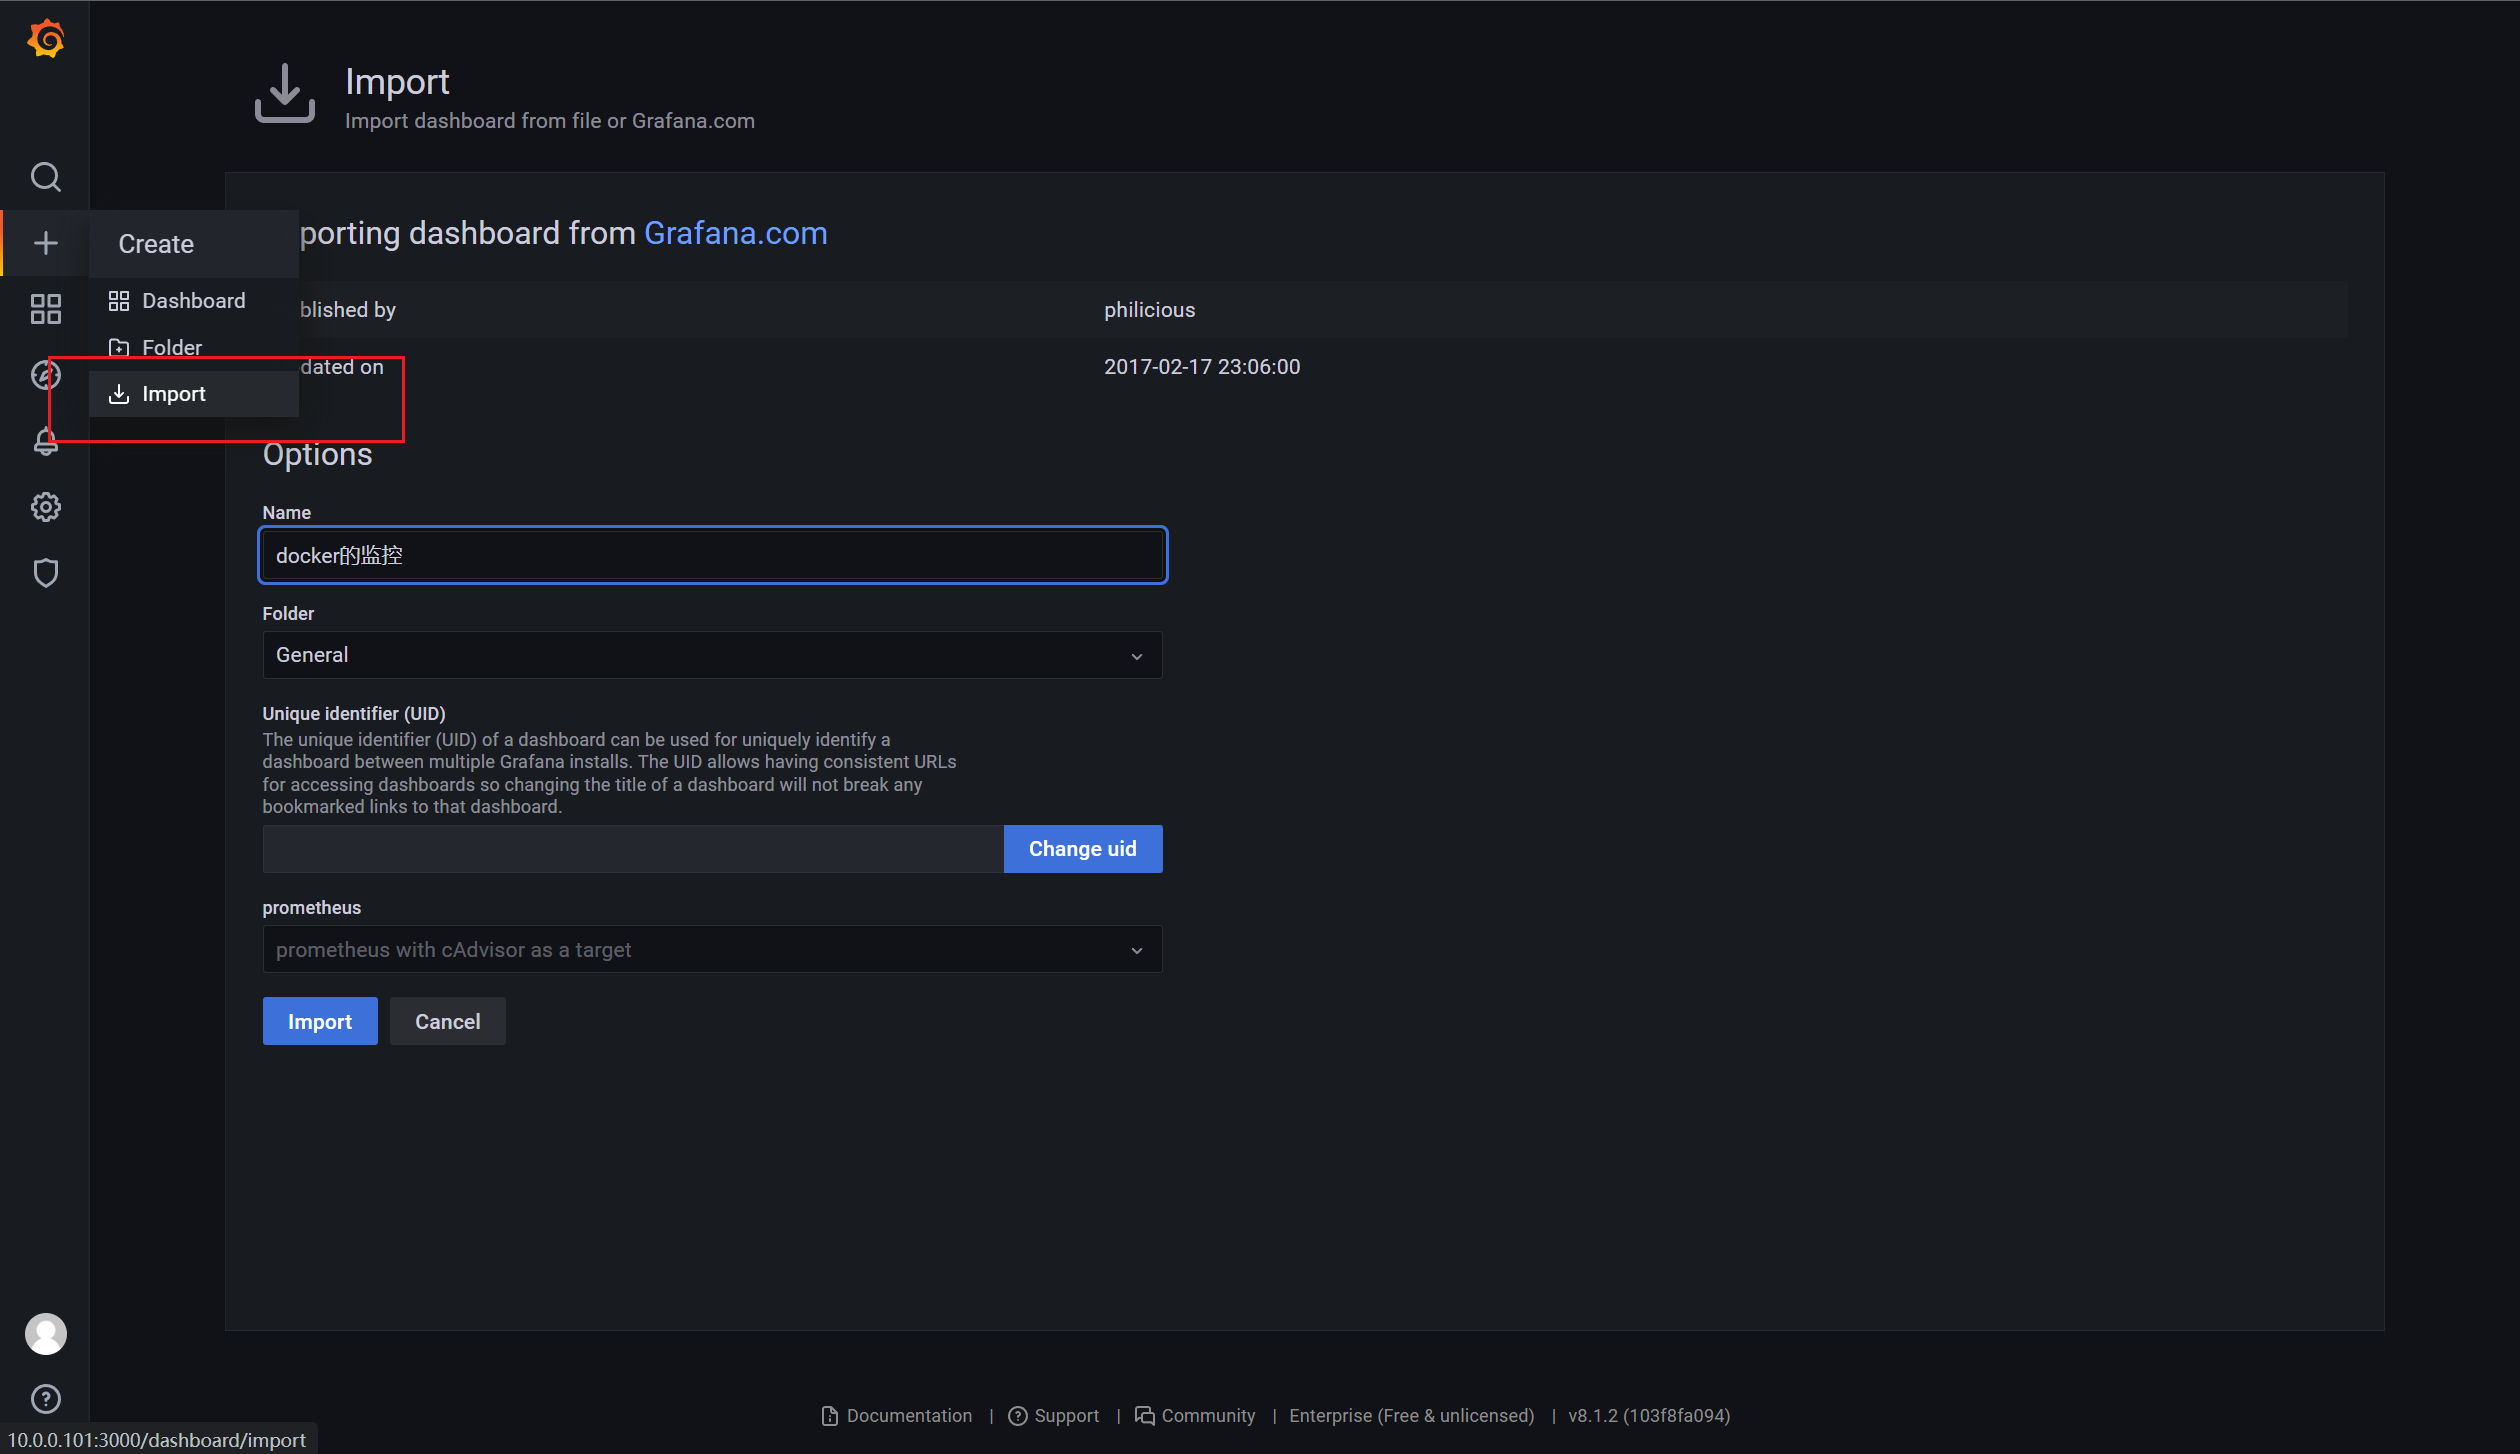 Import
Import dashboard from file or Grafana.com
Create
porting dashboard from Grafana.com
Dashboard
blished by philicious
Folder
dated on 2017-02-17 23:06:00
Import
Options
Name
docker的监控
Folder
General
Unique identifier (UID)
The unique identifier (UID) of a dashboard can be used for uniquely identify a
dashboard between multiple Grafana installs. The UID allows having consistent URLs
for accessing dashboards so changing the title of a dashboard will not break any
bookmarked links to that dashboard.
Change uid
prometheus
prometheus with cAdvisor as a target
Import Cancel
Documentation | Support | Community | Enterprise (Free & unlicensed) | v8.1.2 (103f8fa094)
10.0.0.101:3000/dashboard/import